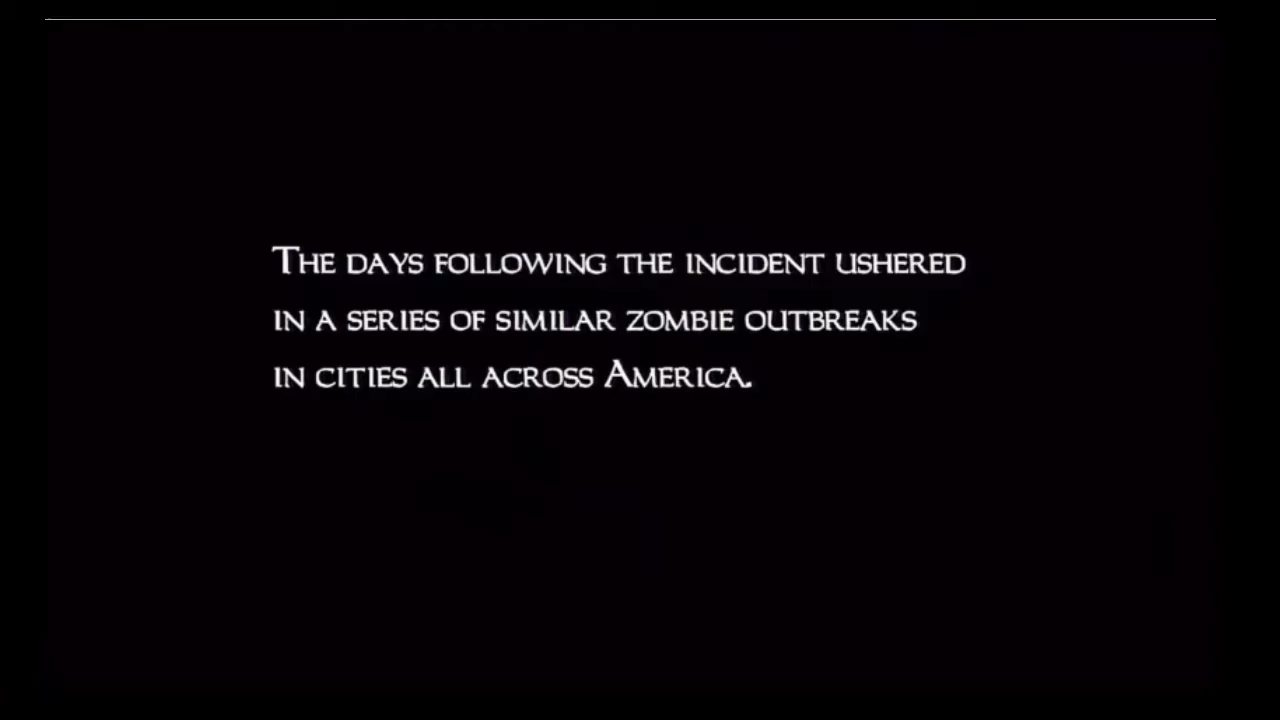 The days following the incident ushered
in a series of similar zombie outbreaks
in cities all across America.